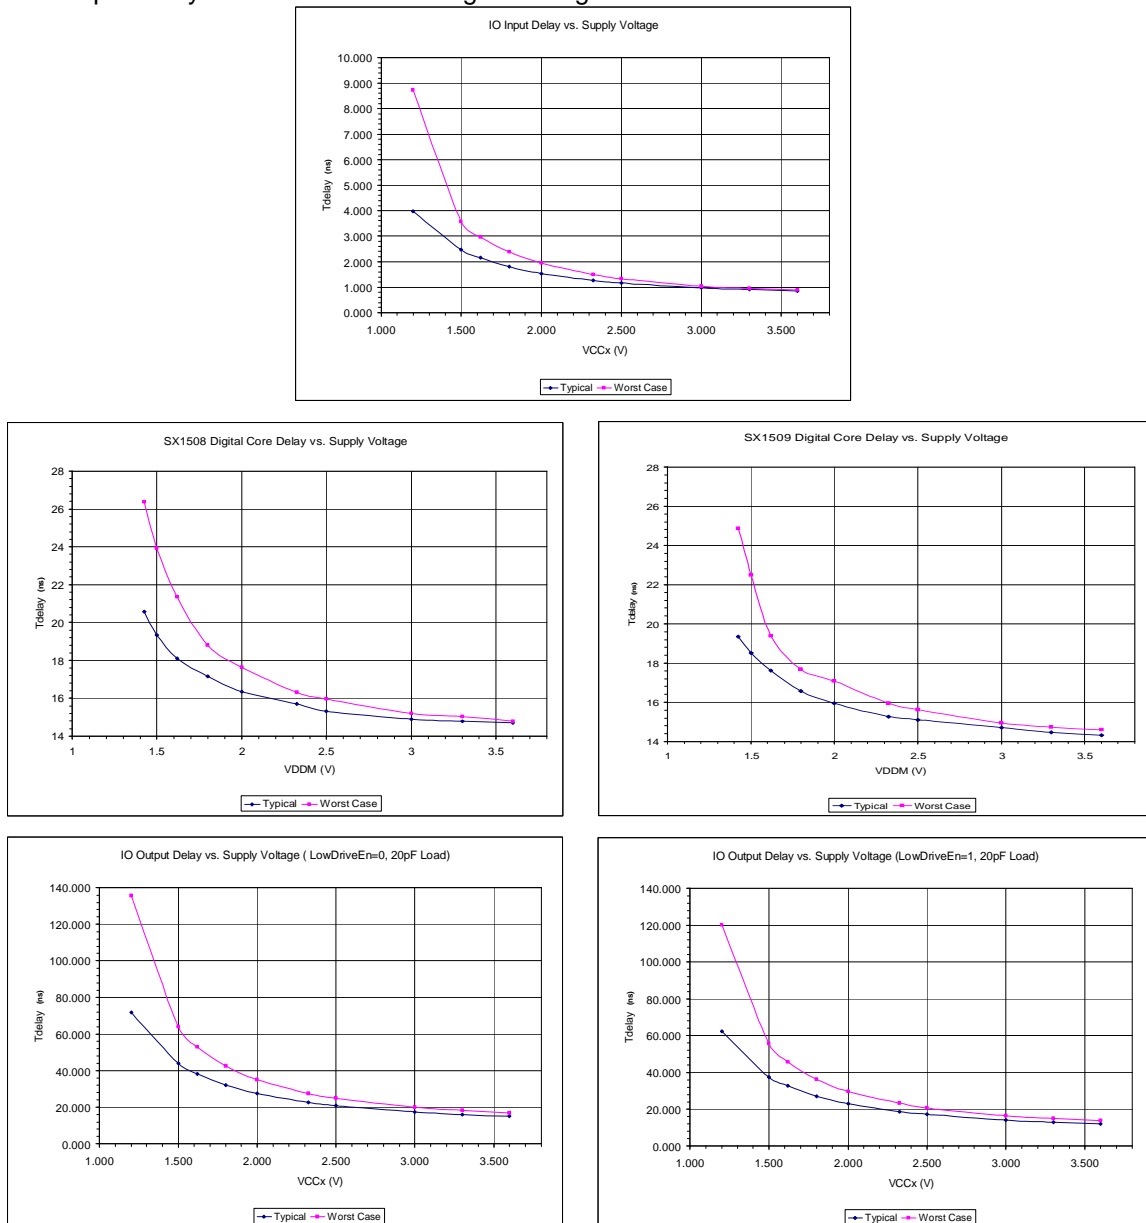 IO Input Delay vs. Supply Voltage
10.000
9.000
8.000
7.000
6.000
5.000
4.000
3.000
2.000
1.000
0.000
Tdelay (ns)
1.000 1.500 2.000 2.500 3.000 3.500
VCCx (V)
Typical Worst Case
SX1508 Digital Core Delay vs. Supply Voltage
28
26
24
22
20
18
16
14
Tdelay (ns)
1 1.5 2 2.5 3 3.5
VDDM (V)
Typical Worst Case
SX1509 Digital Core Delay vs. Supply Voltage
28
26
24
22
20
18
16
14
Tdelay (ns)
1 1.5 2 2.5 3 3.5
VDDM (V)
Typical Worst Case
IO Output Delay vs. Supply Voltage ( LowDriveEn=0, 20pF Load)
140.000
120.000
100.000
80.000
60.000
40.000
20.000
0.000
Tdelay (ns)
1.000 1.500 2.000 2.500 3.000 3.500
VCCx (V)
Typical Worst Case
IO Output Delay vs. Supply Voltage (LowDriveEn=1, 20pF Load)
140.000
120.000
100.000
80.000
60.000
40.000
20.000
0.000
Tdelay (ns)
1.000 1.500 2.000 2.500 3.000 3.500
VCCx (V)
Typical Worst Case